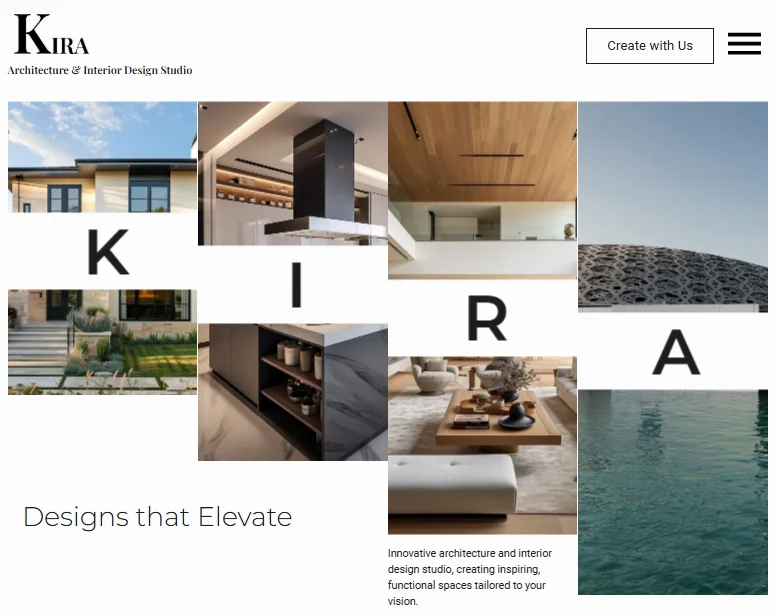 KIRA
Architecture & Interior Design Studio
Create with Us
K
I
R
A
Designs that Elevate
Innovative architecture and interior
design studio, creating inspiring,
functional spaces tailored to your
vision.